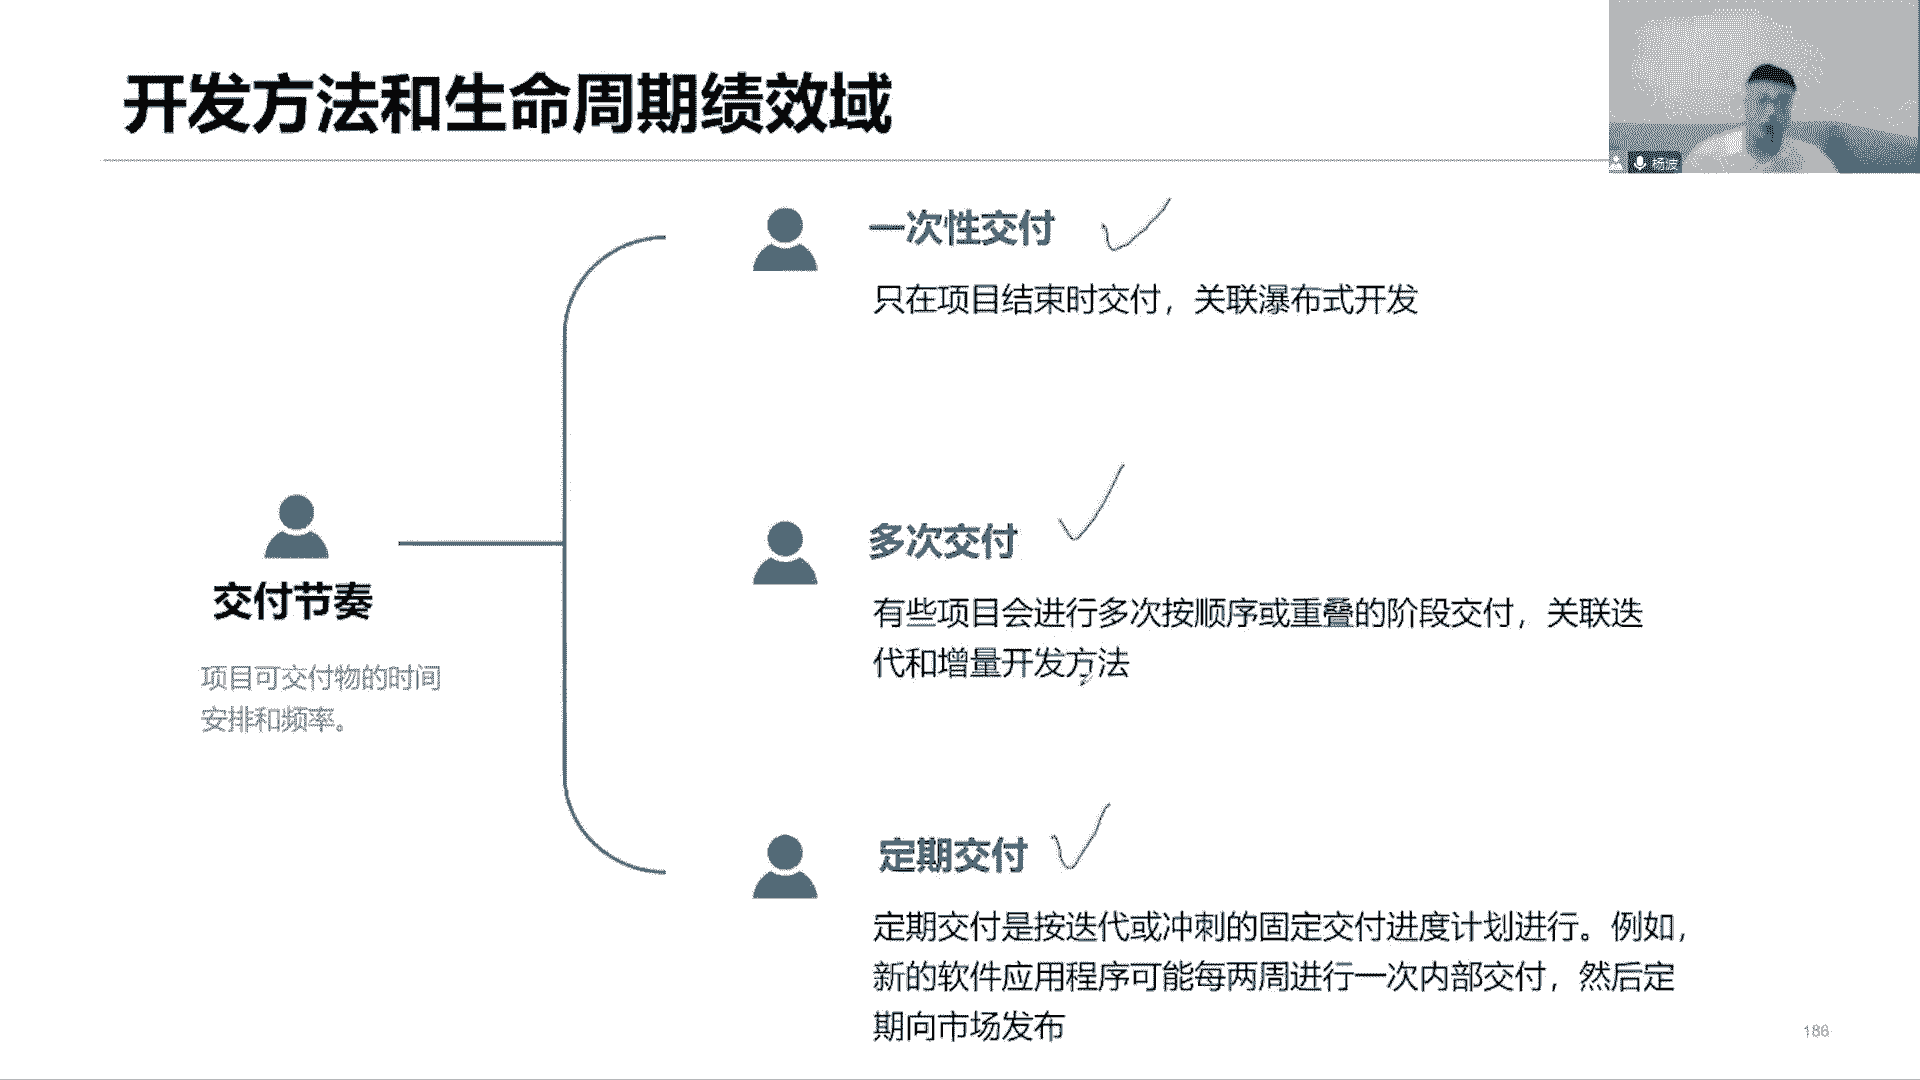 开发方法和生命周期绩效域
杨波
一次性交付
只在项目结束时交付，关联瀑布式开发
多次交付
有些项目会进行多次按顺序或重叠的阶段交付，关联迭
代和增量开发方法
交付节奏
项目可交付物的时间
安排和频率。
定期交付
定期交付是按迭代或冲刺的固定交付进度计划进行。例如，
新的软件应用程序可能每两周进行一次内部交付，然后定
期向市场发布
186